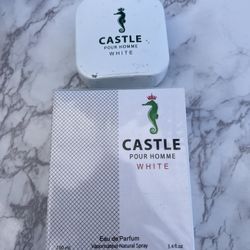 CASTLE
POUR HOMME
WHITE
CASTLE
POUR HOMME
WHITE
Eau de Parfum
Vaporisateur Natural Spray
100 ml
3.4 fl.oz